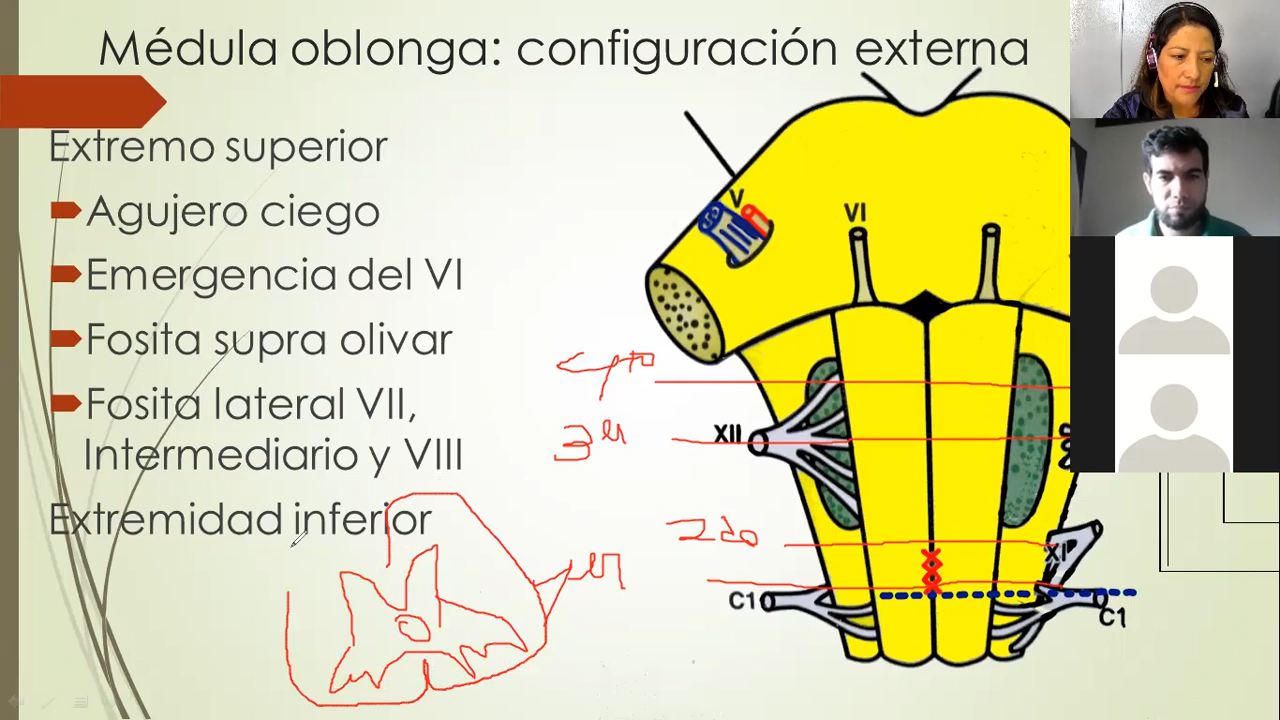 Médula oblonga: configuración externa
Extremo superior
Agujero ciego
Emergencia del VI
Fosita supra olivar
Fosita lateral VII,
Intermediario y VIII
Extremidad inferior
V
VI
4to
XII
3er
2do
XI
C1
C1